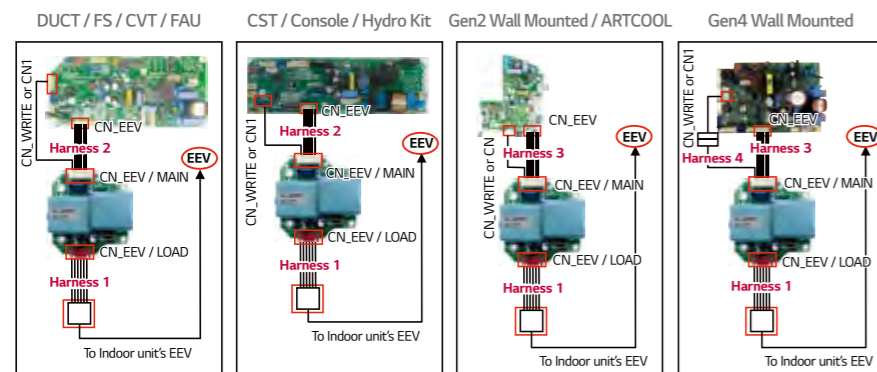 DUCT / FS / CVT / FAU
CN_WRITE or CN1
CN_EEV
Harness 2
EEV
CN_EEV / MAIN
CN_EEV / LOAD
Harness 1
To Indoor unit's EEV
CST / Console / Hydro Kit
CN_WRITE or CN1
CN_EEV
Harness 2
EEV
CN_EEV / MAIN
CN_EEV / LOAD
Harness 1
To Indoor unit's EEV
Gen2 Wall Mounted / ARTCOOL
CN_WRITE or CN
CN_EEV
Harness 3
EEV
CN_EEV / MAIN
CN_EEV / LOAD
Harness 1
To Indoor unit's EEV
Gen4 Wall Mounted
CN_WRITE or CN1
CN_EEV
Harness 4
Harness 3
EEV
CN_EEV / MAIN
CN_EEV / LOAD
Harness 1
To Indoor unit's EEV